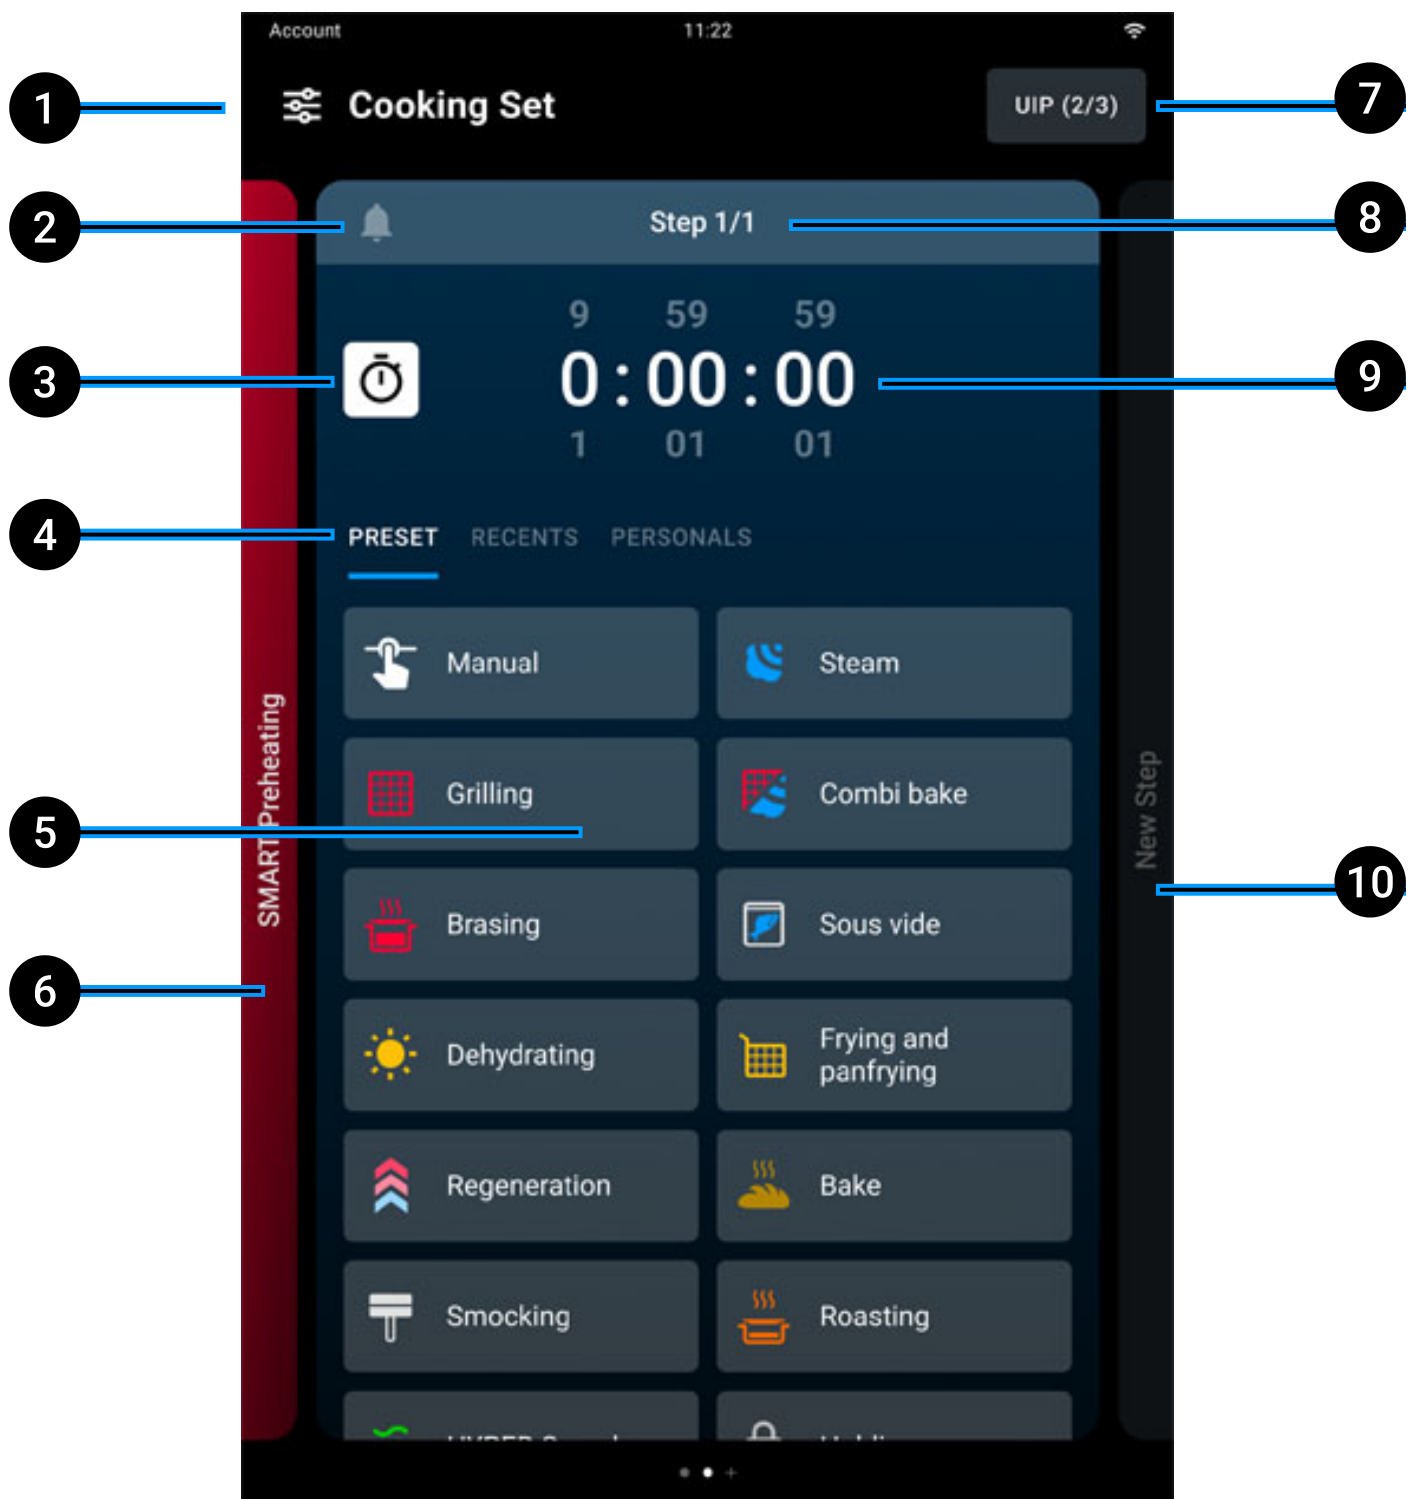 Account 11:22
1 Cooking Set UIP (2/3) 7
2 Step 1/1 8
9 59 59
3 0 : 00 : 00 9
1 01 01
4 PRESET RECENTS PERSONALS
Manual Steam
Grilling Combi bake
5
Brasing Sous vide
SMART Preheating
New Step
10
6
Dehydrating Frying and
panfrying
Regeneration Bake
Smocking Roasting